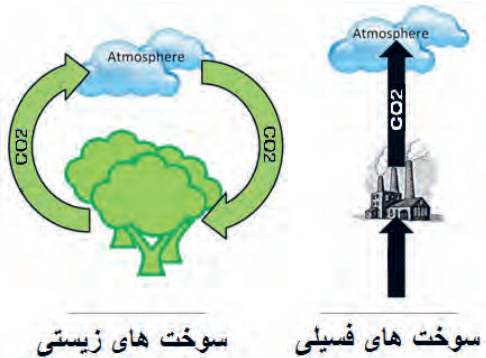 Atmosphere
CO2
CO2
سوخت های زیستی
Atmosphere
CO2
سوخت های فسیلی